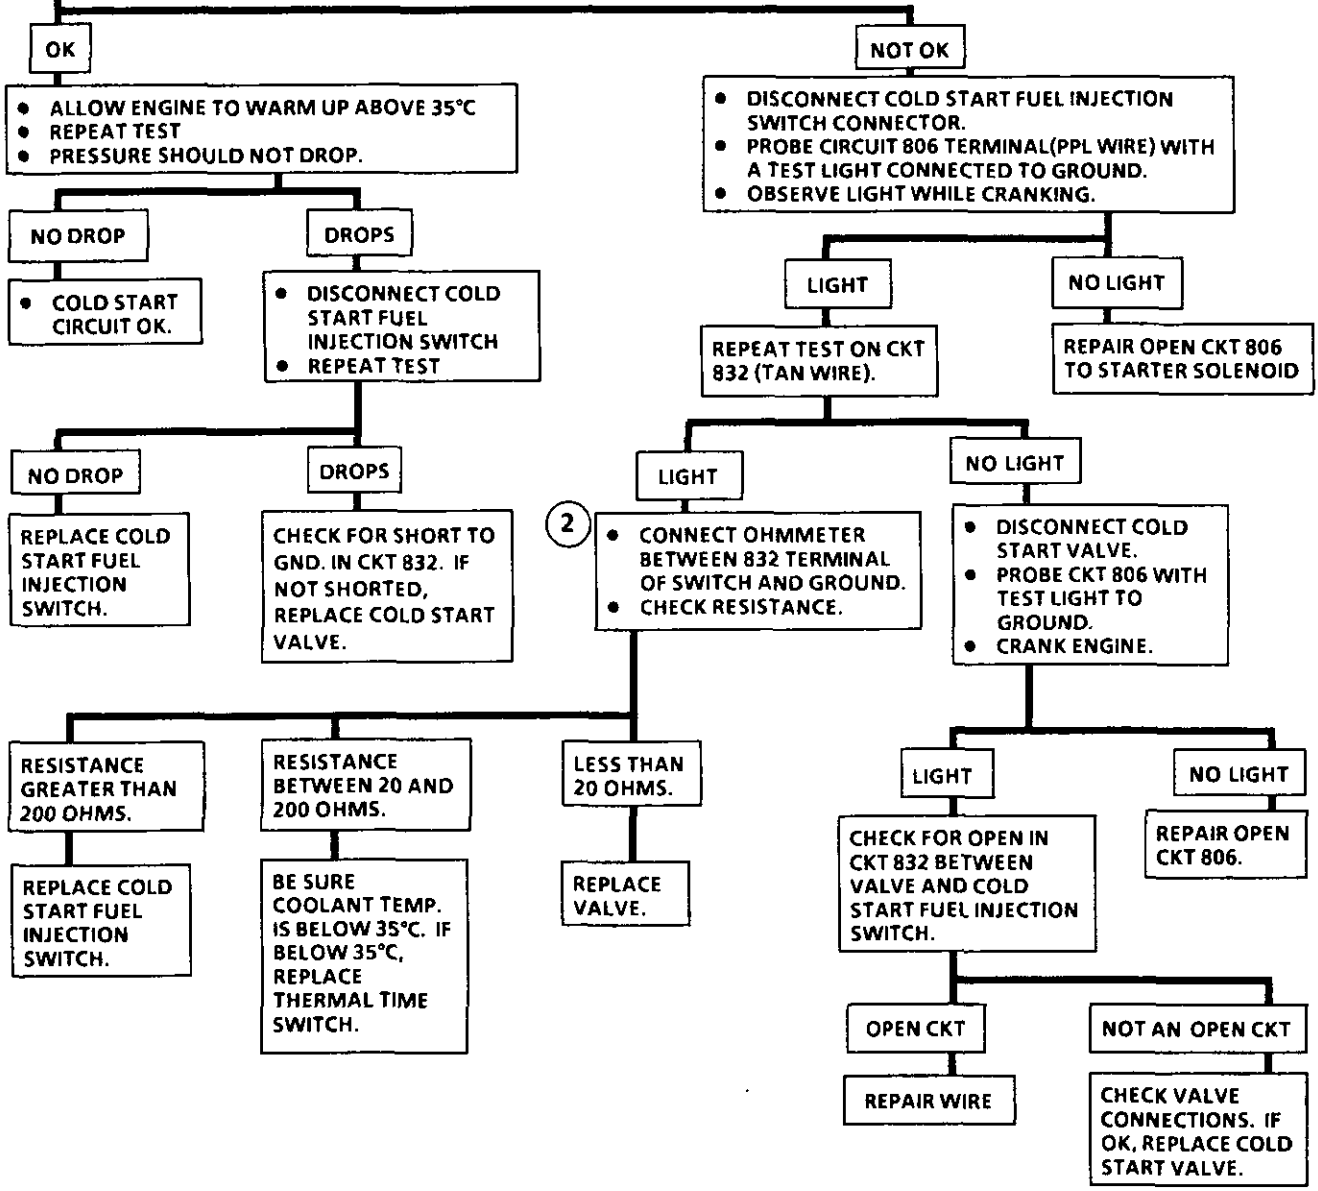 OK
NOT OK
• ALLOW ENGINE TO WARM UP ABOVE 35°C
• REPEAT TEST
• PRESSURE SHOULD NOT DROP.
• DISCONNECT COLD START FUEL INJECTION
SWITCH CONNECTOR.
• PROBE CIRCUIT 806 TERMINAL(PPL WIRE) WITH
A TEST LIGHT CONNECTED TO GROUND.
• OBSERVE LIGHT WHILE CRANKING.
NO DROP
DROPS
• COLD START
CIRCUIT OK.
• DISCONNECT COLD
START FUEL
INJECTION SWITCH
• REPEAT TEST
LIGHT
NO LIGHT
REPEAT TEST ON CKT
832 (TAN WIRE).
REPAIR OPEN CKT 806
TO STARTER SOLENOID
NO DROP
DROPS
REPLACE COLD
START FUEL
INJECTION
SWITCH.
CHECK FOR SHORT TO
GND. IN CKT 832. IF
NOT SHORTED,
REPLACE COLD START
VALVE.
LIGHT
NO LIGHT
2
• CONNECT OHMMETER
BETWEEN 832 TERMINAL
OF SWITCH AND GROUND.
• CHECK RESISTANCE.
• DISCONNECT COLD
START VALVE.
• PROBE CKT 806 WITH
TEST LIGHT TO
GROUND.
• CRANK ENGINE.
RESISTANCE
GREATER THAN
200 OHMS.
RESISTANCE
BETWEEN 20 AND
200 OHMS.
LESS THAN
20 OHMS.
REPLACE COLD
START FUEL
INJECTION
SWITCH.
BE SURE
COOLANT TEMP.
IS BELOW 35°C. IF
BELOW 35°C,
REPLACE
THERMAL TIME
SWITCH.
REPLACE
VALVE.
LIGHT
NO LIGHT
CHECK FOR OPEN IN
CKT 832 BETWEEN
VALVE AND COLD
START FUEL INJECTION
SWITCH.
REPAIR OPEN
CKT 806.
OPEN CKT
NOT AN OPEN CKT
REPAIR WIRE
CHECK VALVE
CONNECTIONS. IF
OK, REPLACE COLD
START VALVE.